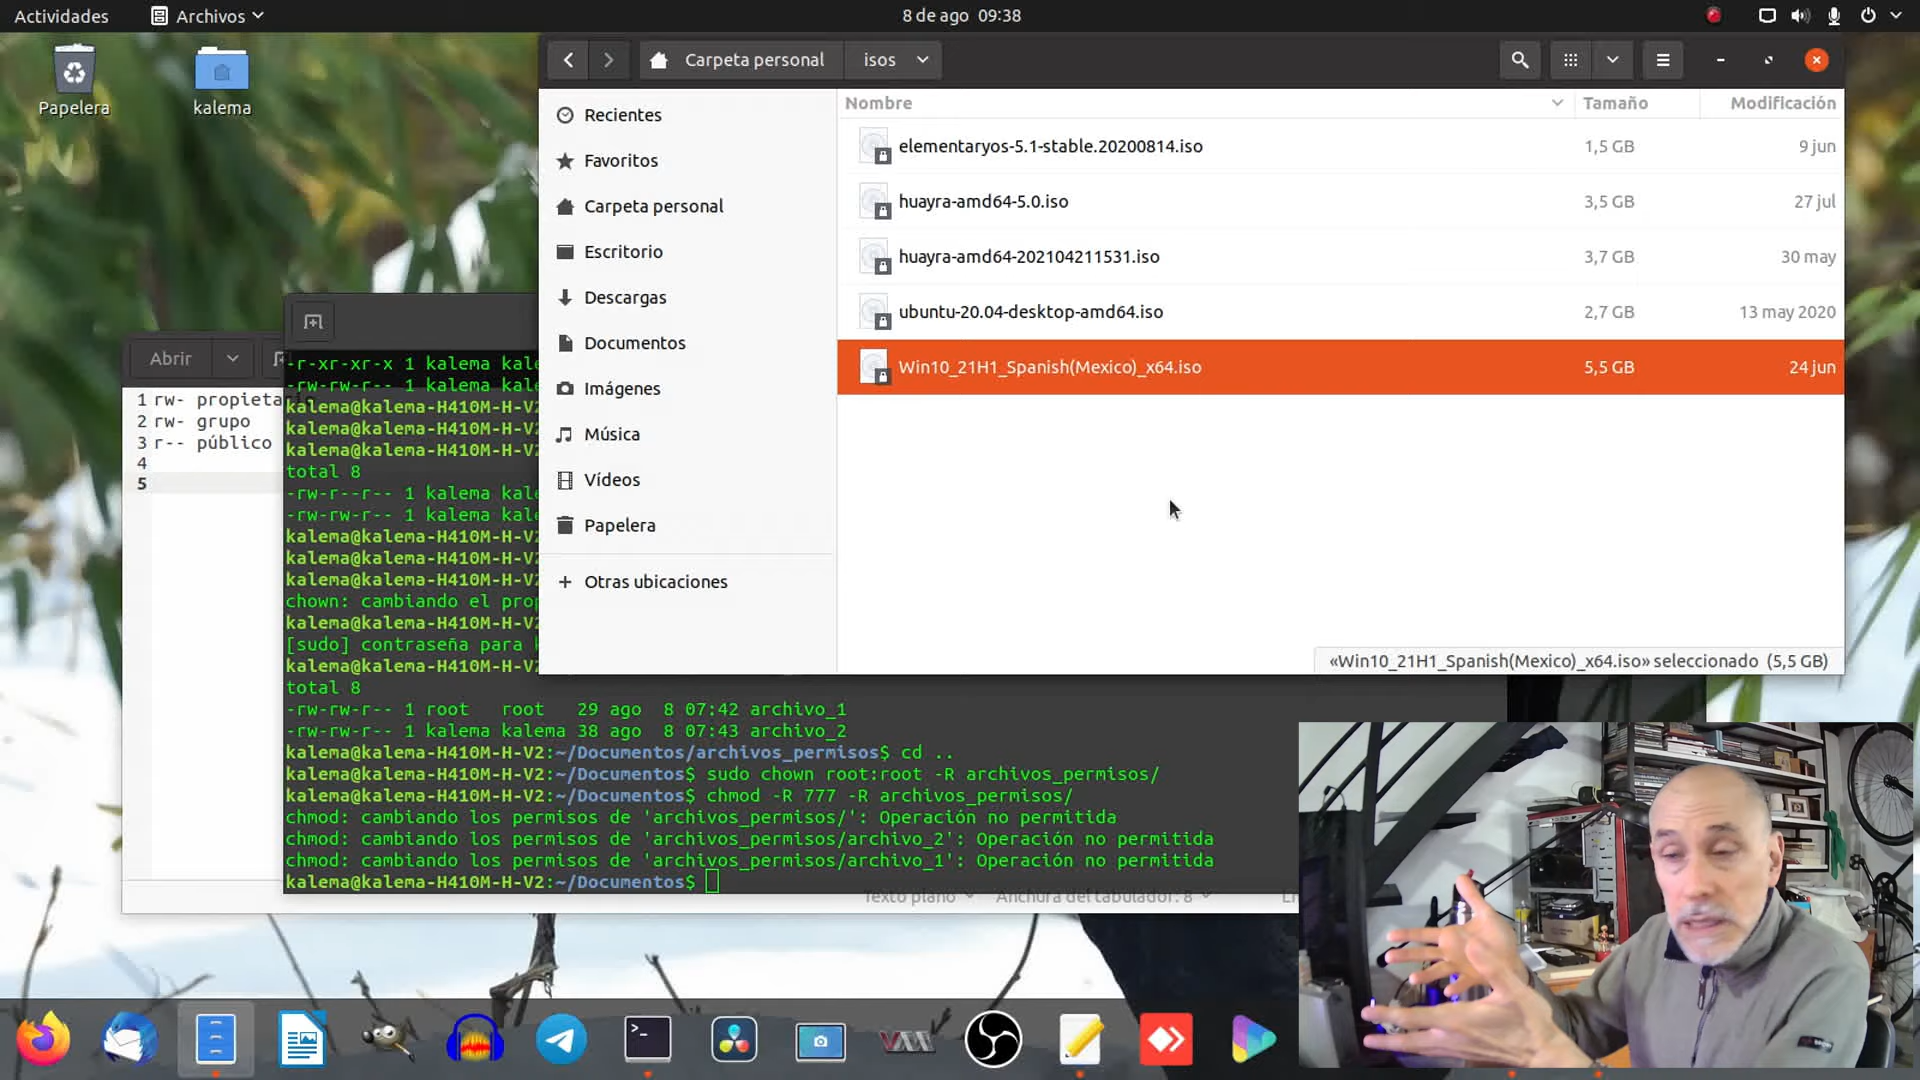 Actividades
Archivos
8 de ago 09:38
Papelera
kalema
Carpeta personal
isos
Recientes
Favoritos
Carpeta personal
Escritorio
Descargas
Documentos
Imágenes
Música
Vídeos
Papelera
+ Otras ubicaciones
Nombre
Tamaño
Modificación
elementaryos-5.1-stable.20200814.iso
1,5 GB
9 jun
huayra-amd64-5.0.iso
3,5 GB
27 jul
huayra-amd64-202104211531.iso
3,7 GB
30 may
ubuntu-20.04-desktop-amd64.iso
2,7 GB
13 may 2020
Win10_21H1_Spanish(Mexico)_x64.iso
5,5 GB
24 jun
«Win10_21H1_Spanish(Mexico)_x64.iso» seleccionado (5,5 GB)
Abrir
1 rw- propietari
2 rw- grupo
3 r-- público
4
5
-r-xr-xr-x 1 kalema kale
-rw-rw-r-- 1 kalema kale
kalema@kalema-H410M-H-V2
kalema@kalema-H410M-H-V2
kalema@kalema-H410M-H-V2
total 8
-rw-r--r-- 1 kalema kale
-rw-rw-r-- 1 kalema kale
kalema@kalema-H410M-H-V2
kalema@kalema-H410M-H-V2
kalema@kalema-H410M-H-V2
chown: cambiando el prop
kalema@kalema-H410M-H-V2
[sudo] contraseña para k
kalema@kalema-H410M-H-V2
total 8
-rw-rw-r-- 1 root   root   29 ago  8 07:42 archivo_1
-rw-rw-r-- 1 kalema kalema 38 ago  8 07:43 archivo_2
kalema@kalema-H410M-H-V2:~/Documentos/archivos_permisos$ cd ..
kalema@kalema-H410M-H-V2:~/Documentos$ sudo chown root:root -R archivos_permisos/
kalema@kalema-H410M-H-V2:~/Documentos$ chmod -R 777 -R archivos_permisos/
chmod: cambiando los permisos de 'archivos_permisos/': Operación no permitida
chmod: cambiando los permisos de 'archivos_permisos/archivo_2': Operación no permitida
chmod: cambiando los permisos de 'archivos_permisos/archivo_1': Operación no permitida
kalema@kalema-H410M-H-V2:~/Documentos$
Texto plano
Anchura del tabulador: 8